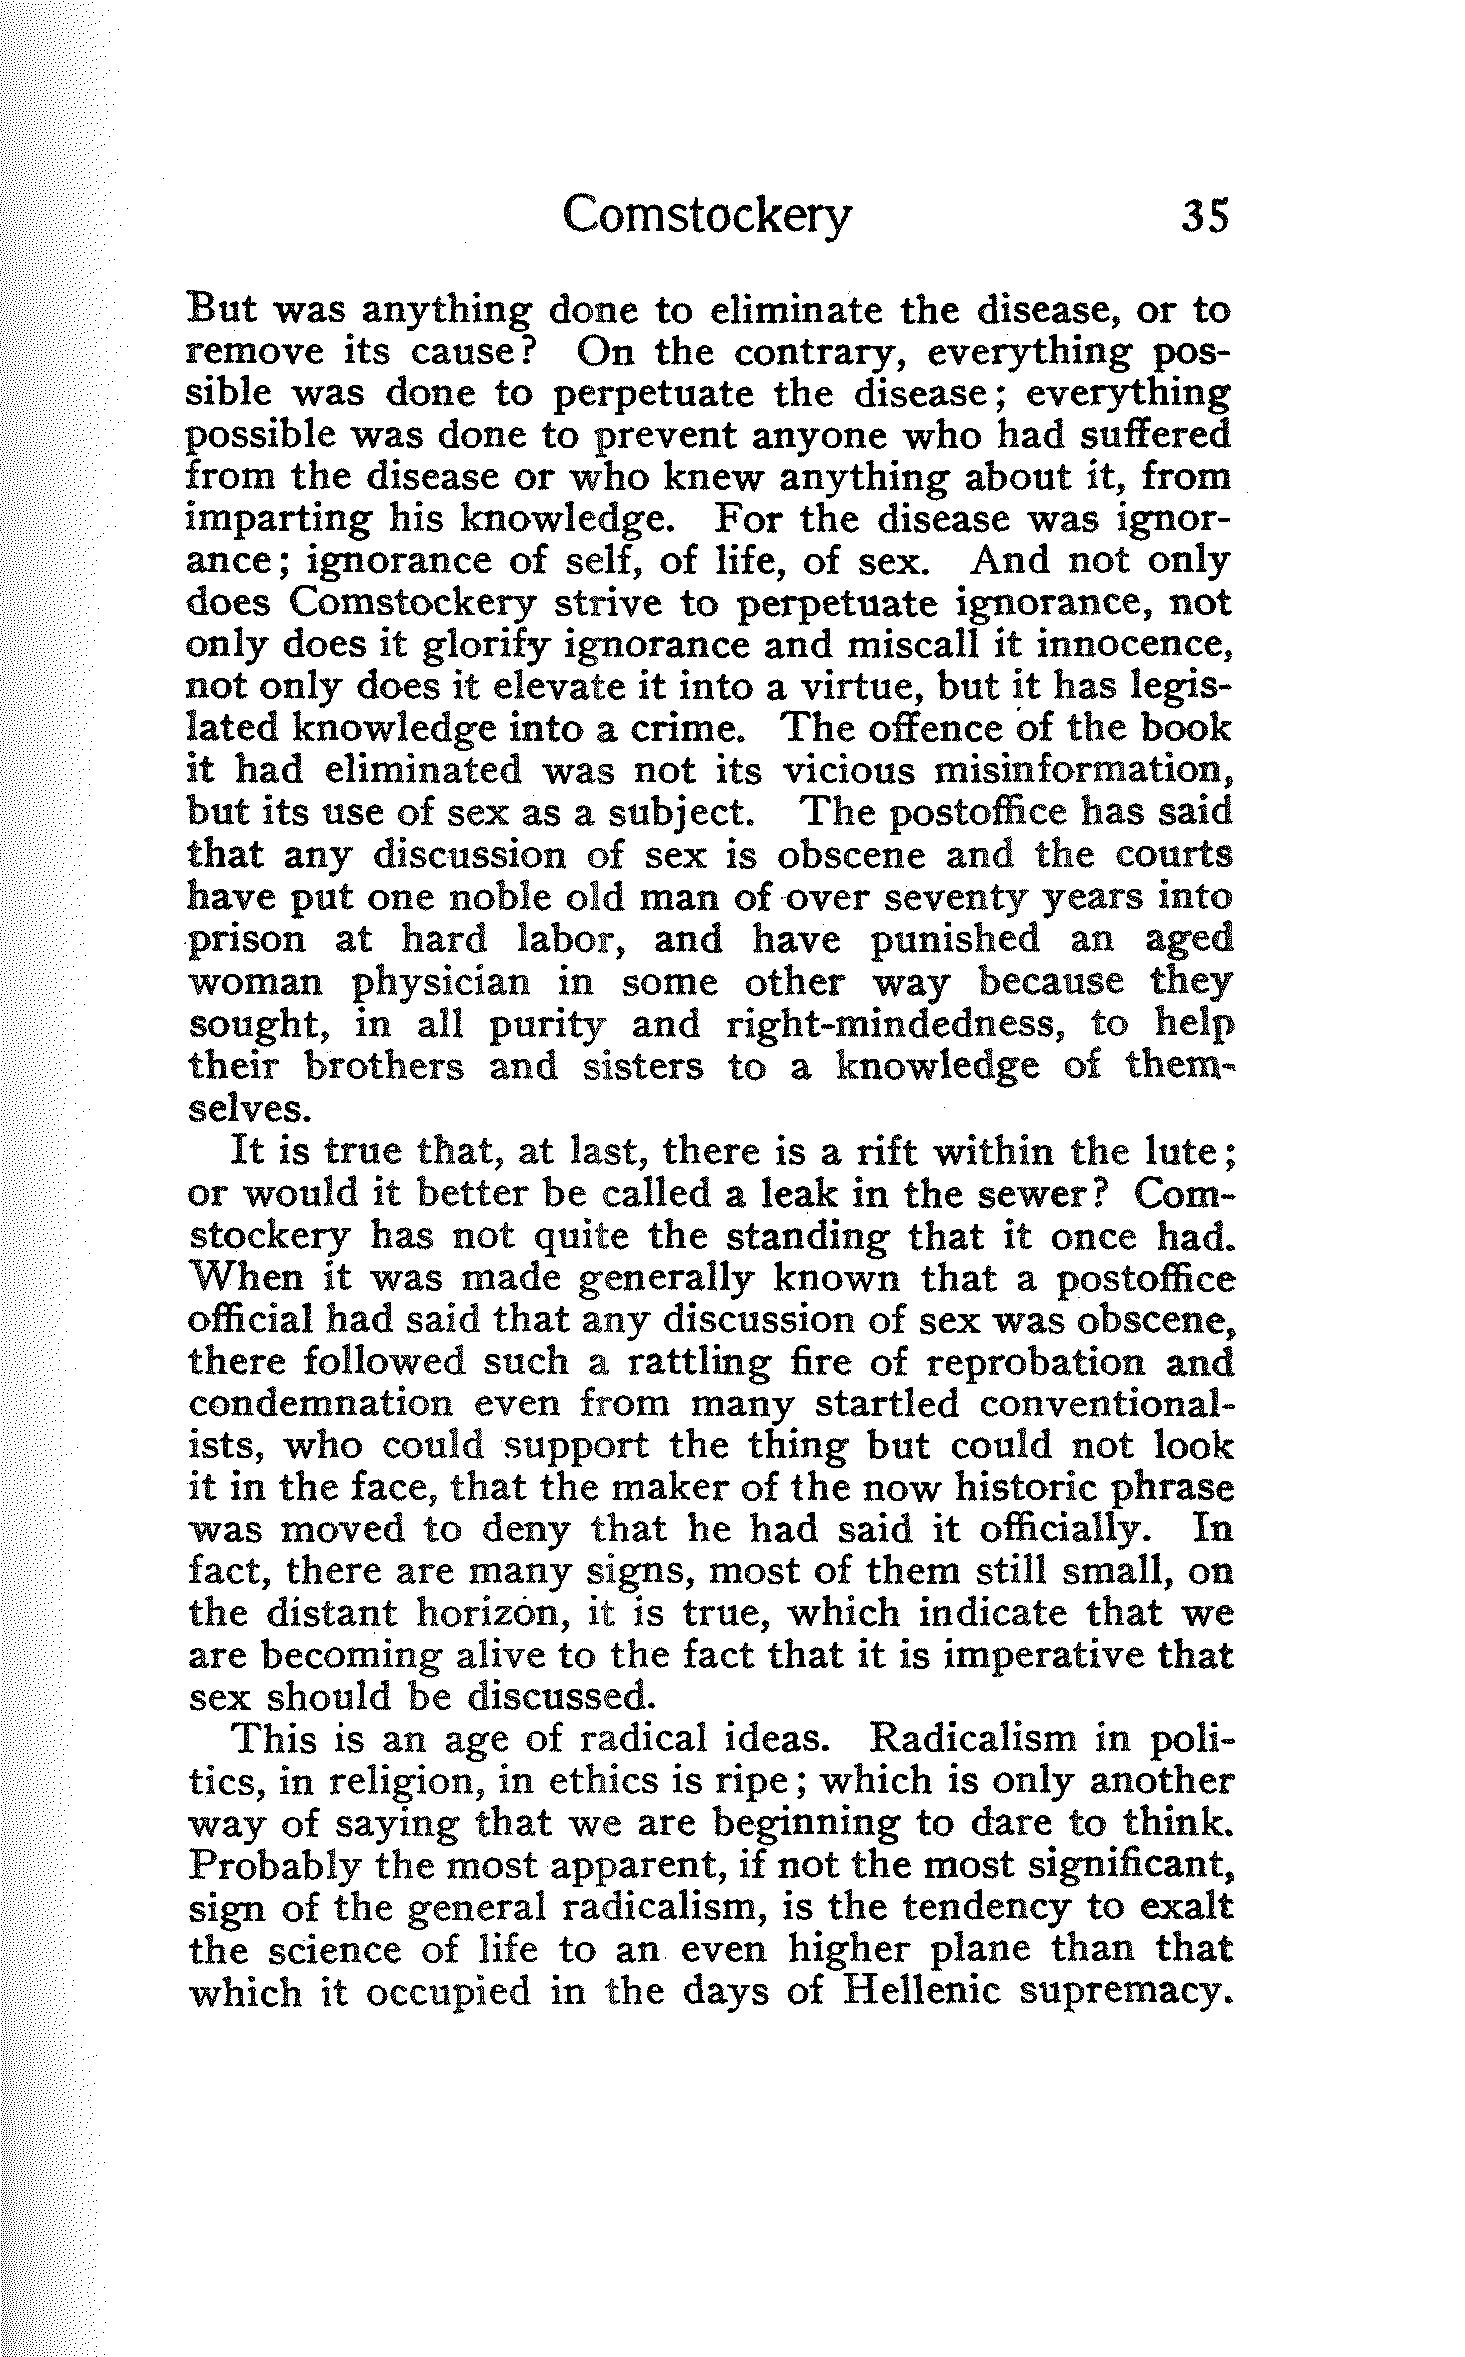 Comstockery 35
But was anything done to eliminate the disease, or to
remove its cause? On the contrary, everything pos-
sible was done to perpetuate the disease; everything
possible was done to prevent anyone who had suffered
from the disease or who knew anything about it, from
imparting his knowledge. For the disease was ignor-
ance; ignorance of self, of life, of sex. And not only
does Comstockery strive to perpetuate ignorance, not
only does it glorify ignorance and miscall it innocence,
not only does it elevate it into a virtue, but it has legis-
lated knowledge into a crime. The offence of the book
it had eliminated was not its vicious misinformation,
but its use of sex as a subject. The postoffice has said
that any discussion of sex is obscene and the courts
have put one noble old man of over seventy years into
prison at hard labor, and have punished an aged
woman physician in some other way because they
sought, in all purity and right-mindedness, to help
their brothers and sisters to a knowledge of them-
selves.
It is true that, at last, there is a rift within the lute;
or would it better be called a leak in the sewer? Com-
stockery has not quite the standing that it once had.
When it was made generally known that a postoffice
official had said that any discussion of sex was obscene,
there followed such a rattling fire of reprobation and
condemnation even from many startled conventional-
ists, who could support the thing but could not look
it in the face, that the maker of the now historic phrase
was moved to deny that he had said it officially. In
fact, there are many signs, most of them still small, on
the distant horizon, it is true, which indicate that we
are becoming alive to the fact that it is imperative that
sex should be discussed.
This is an age of radical ideas. Radicalism in poli-
tics, in religion, in ethics is ripe; which is only another
way of saying that we are beginning to dare to think.
Probably the most apparent, if not the most significant,
sign of the general radicalism, is the tendency to exalt
the science of life to an even higher plane than that
which it occupied in the days of Hellenic supremacy.